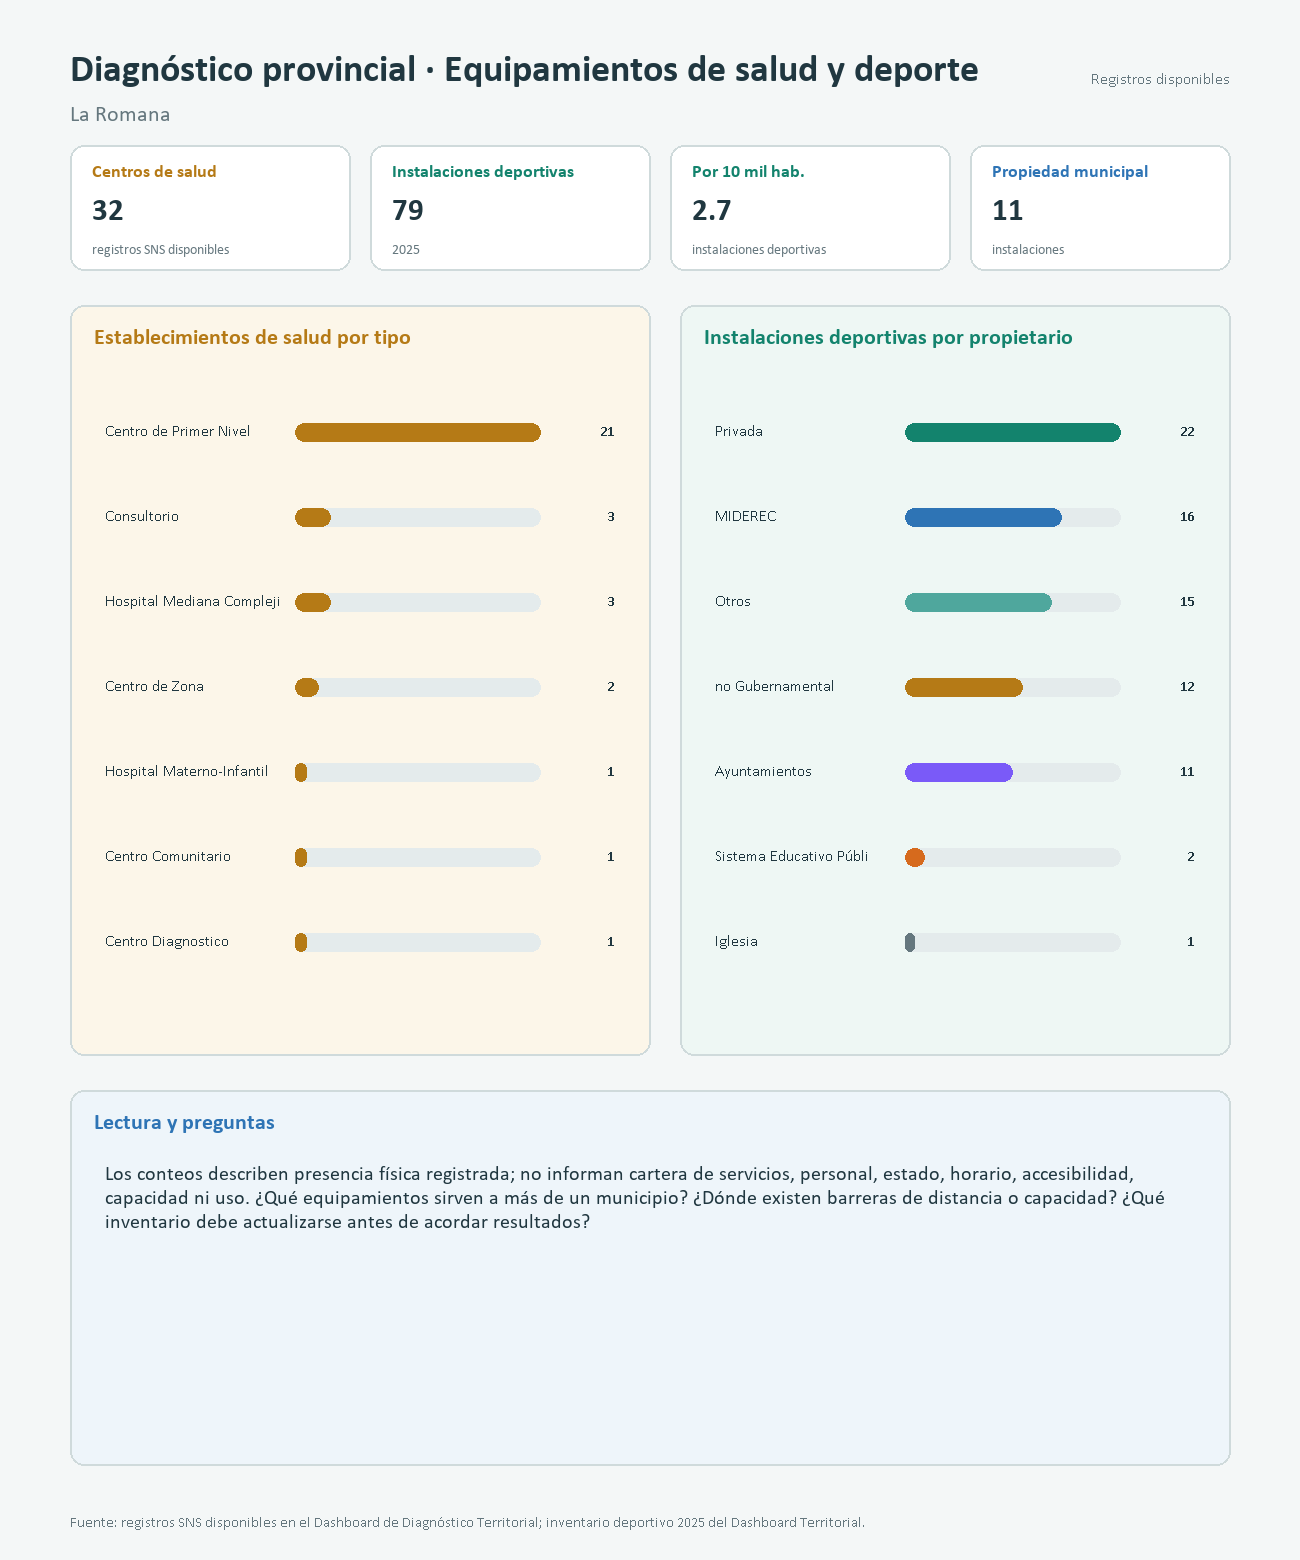 Diagnóstico provincial · Equipamientos de salud y deporte
Registros disponibles
La Romana
Centros de salud
32
registros SNS disponibles
Instalaciones deportivas
79
2025
Por 10 mil hab.
2.7
instalaciones deportivas
Propiedad municipal
11
instalaciones
Establecimientos de salud por tipo
Centro de Primer Nivel 21
Consultorio 3
Hospital Mediana Compleji 3
Centro de Zona 2
Hospital Materno-Infantil 1
Centro Comunitario 1
Centro Diagnostico 1
Instalaciones deportivas por propietario
Privada 22
MIDEREC 16
Otros 15
no Gubernamental 12
Ayuntamientos 11
Sistema Educativo Públi 2
Iglesia 1
Lectura y preguntas
Los conteos describen presencia física registrada; no informan cartera de servicios, personal, estado, horario, accesibilidad,
capacidad ni uso. ¿Qué equipamientos sirven a más de un municipio? ¿Dónde existen barreras de distancia o capacidad? ¿Qué
inventario debe actualizarse antes de acordar resultados?
Fuente: registros SNS disponibles en el Dashboard de Diagnóstico Territorial; inventario deportivo 2025 del Dashboard Territorial.